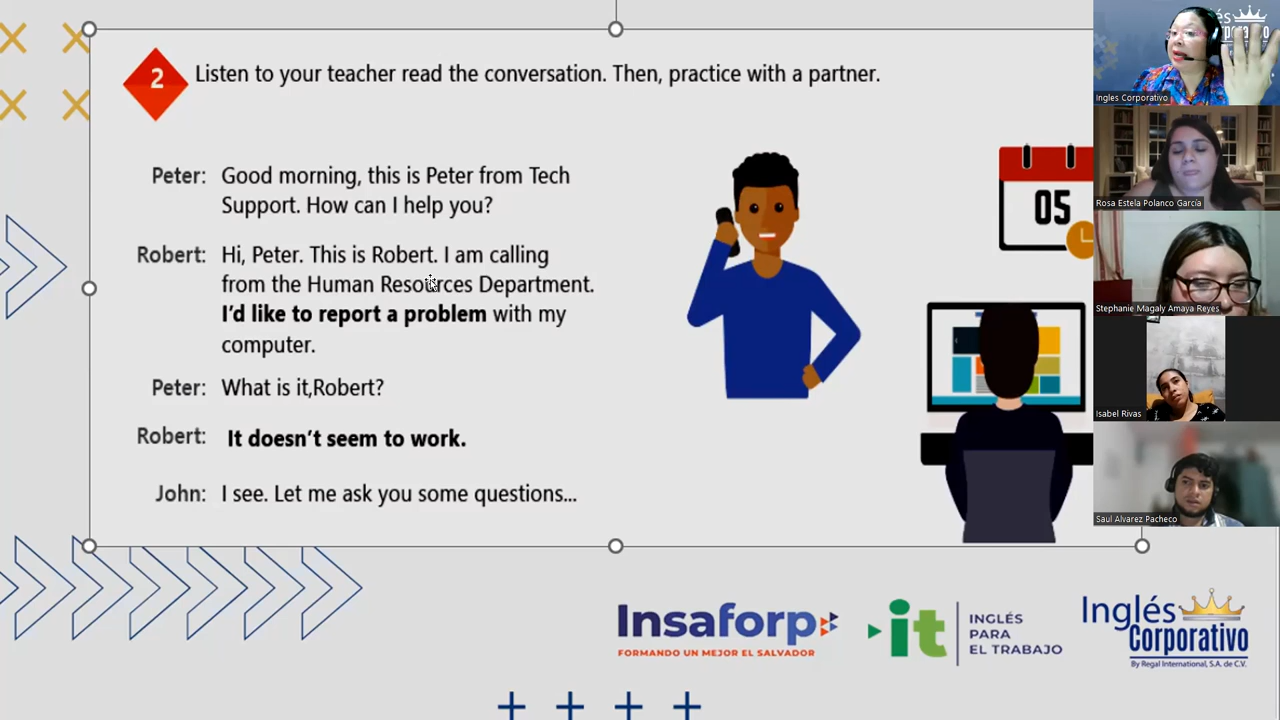 2
Listen to your teacher read the conversation. Then, practice with a partner.
Peter: Good morning, this is Peter from Tech
Support. How can I help you?
Robert: Hi, Peter. This is Robert. I am calling
from the Human Resources Department.
I'd like to report a problem with my
computer.
Peter: What is it,Robert?
Robert: It doesn't seem to work.
John: I see. Let me ask you some questions...
05
Ingles Corporativo
Rosa Estela Polanco García
Stephanie Magaly Amaya Reyes
Isabel Rivas
Saul Alvarez Pacheco
Insaforp
FORMANDO UN MEJOR EL SALVADOR
it
INGLÉS
PARA
EL TRABAJO
Inglés
Corporativo
By Regal International, S.A. de C.V.